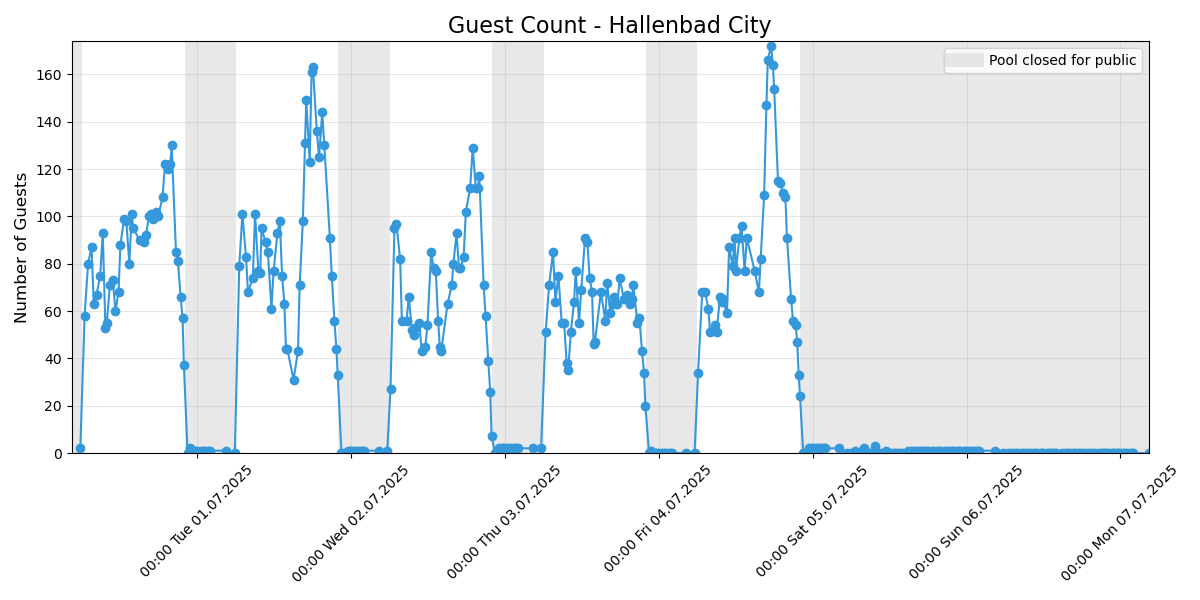 Guest Count - Hallenbad City
Pool closed for public
Number of Guests
160
140
120
100
80
60
40
20
0
00:00 Tue 01.07.2025
00:00 Wed 02.07.2025
00:00 Thu 03.07.2025
00:00 Fri 04.07.2025
00:00 Sat 05.07.2025
00:00 Sun 06.07.2025
00:00 Mon 07.07.2025